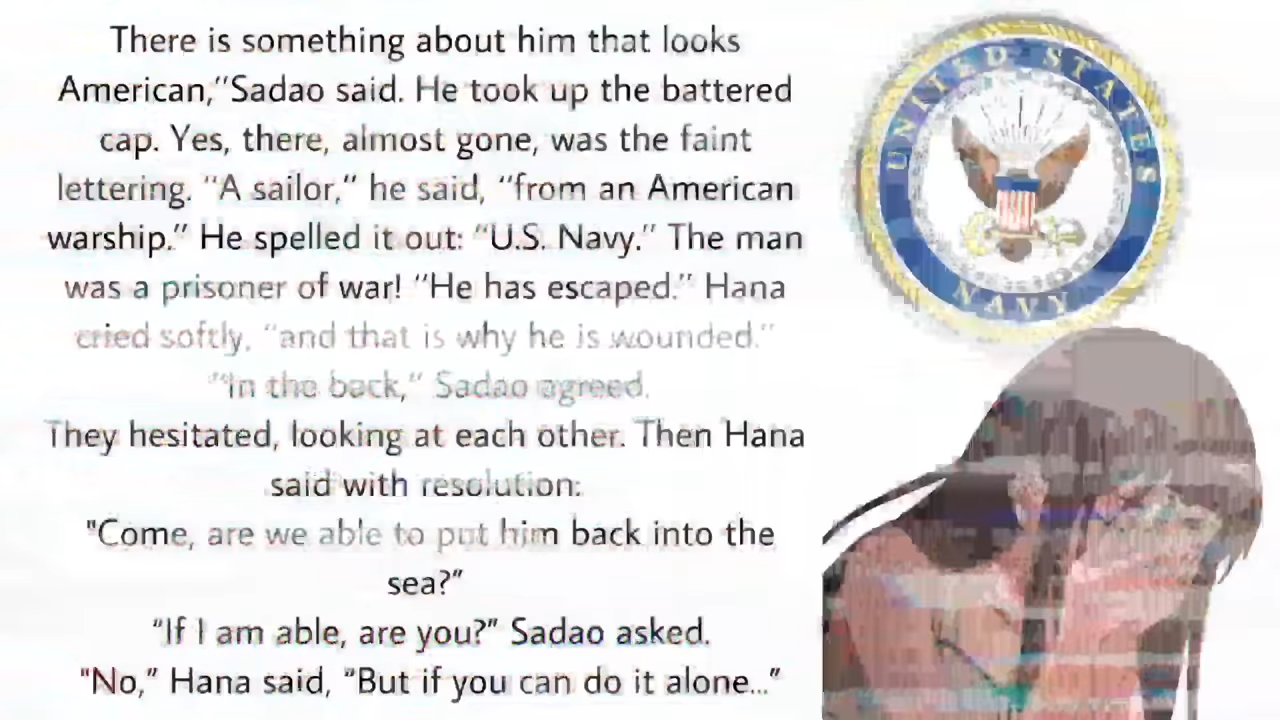 There is something about him that looks
American,"Sadao said. He took up the battered
cap. Yes, there, almost gone, was the faint
lettering. "A sailor," he said, "from an American
warship." He spelled it out: "U.S. Navy." The man
was a prisoner of war! "He has escaped." Hana
cried softly, "and that is why he is wounded."
"In the back," Sadao agreed.
They hesitated, looking at each other. Then Hana
said with resolution:
"Come, are we able to put him back into the
sea?"
"If I am able, are you?" Sadao asked.
"No," Hana said, "But if you can do it alone..."
UNITED STATES
NAVY